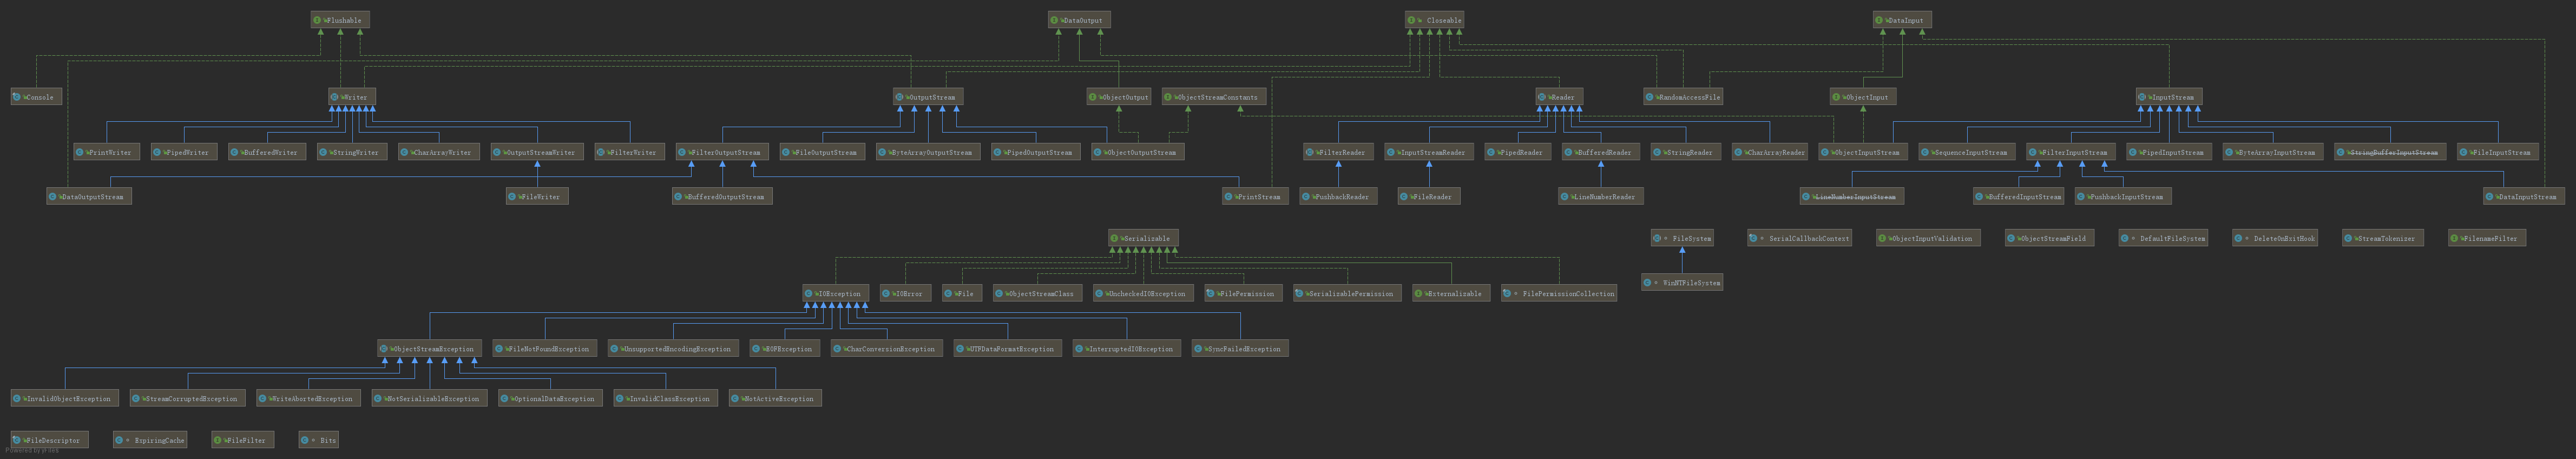 Flushable
DataOutput
Closeable
DataInput
Console
Writer
OutputStream
ObjectOutput
ObjectStreamConstants
Reader
RandomAccessFile
ObjectInput
InputStream
PrintWriter
PipedWriter
BufferedWriter
StringWriter
CharArrayWriter
OutputStreamWriter
FilterWriter
FilterOutputStream
FileOutputStream
ByteArrayOutputStream
PipedOutputStream
ObjectOutputStream
FilterReader
InputStreamReader
PipedReader
BufferedReader
StringReader
CharArrayReader
ObjectInputStream
SequenceInputStream
FilterInputStream
PipedInputStream
ByteArrayInputStream
StringBufferInputStream
FileInputStream
DataOutputStream
FileWriter
BufferedOutputStream
PrintStream
PushbackReader
FileReader
LineNumberReader
LineNumberInputStream
BufferedInputStream
PushbackInputStream
DataInputStream
Serializable
FileSystem
SerialCallbackContext
ObjectInputValidation
ObjectStreamField
DefaultFileSystem
DeleteOnExitHook
StreamTokenizer
FilenameFilter
WinNTFileSystem
IOException
IOError
File
ObjectStreamClass
UncheckedIOException
FilePermission
SerializablePermission
Externalizable
FilePermissionCollection
ObjectStreamException
FileNotFoundException
UnsupportedEncodingException
EOFException
CharConversionException
UTFDataFormatException
InterruptedIOException
SyncFailedException
InvalidObjectException
StreamCorruptedException
WriteAbortedException
NotSerializableException
OptionalDataException
InvalidClassException
NotActiveException
FileDescriptor
ExpiringCache
FileFilter
Bits
Powered by yFiles